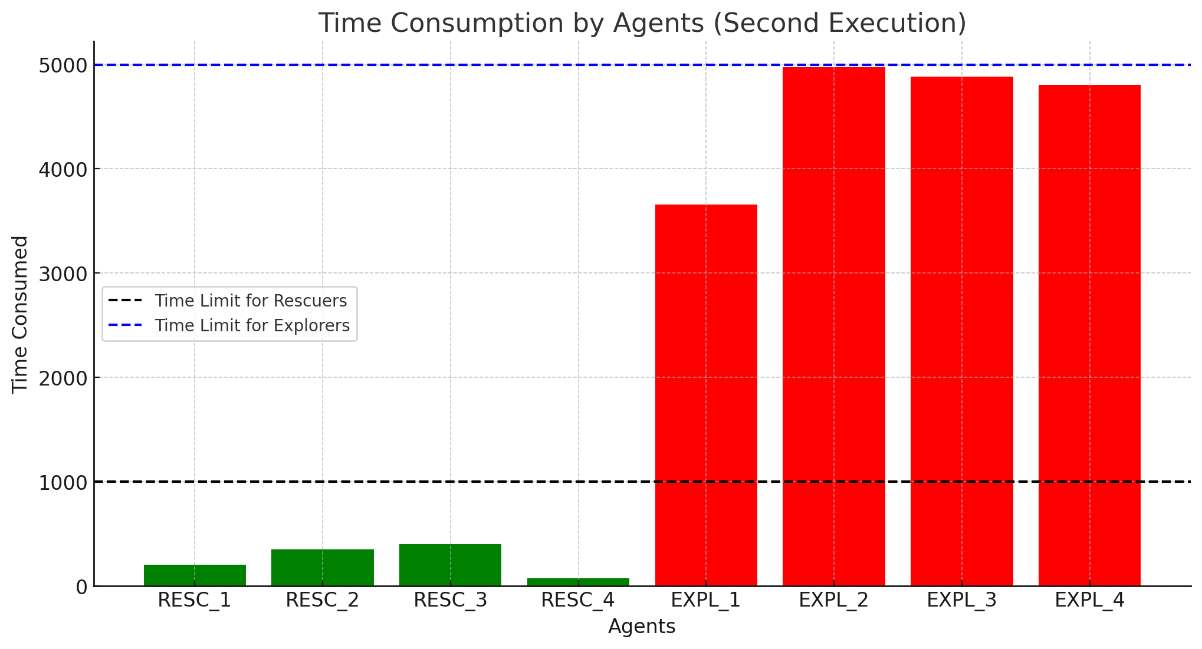 Time Consumption by Agents (Second Execution)
Time Consumed
5000
4000
3000
2000
1000
0
Time Limit for Rescuers
Time Limit for Explorers
RESC_1 RESC_2 RESC_3 RESC_4 EXPL_1 EXPL_2 EXPL_3 EXPL_4
Agents